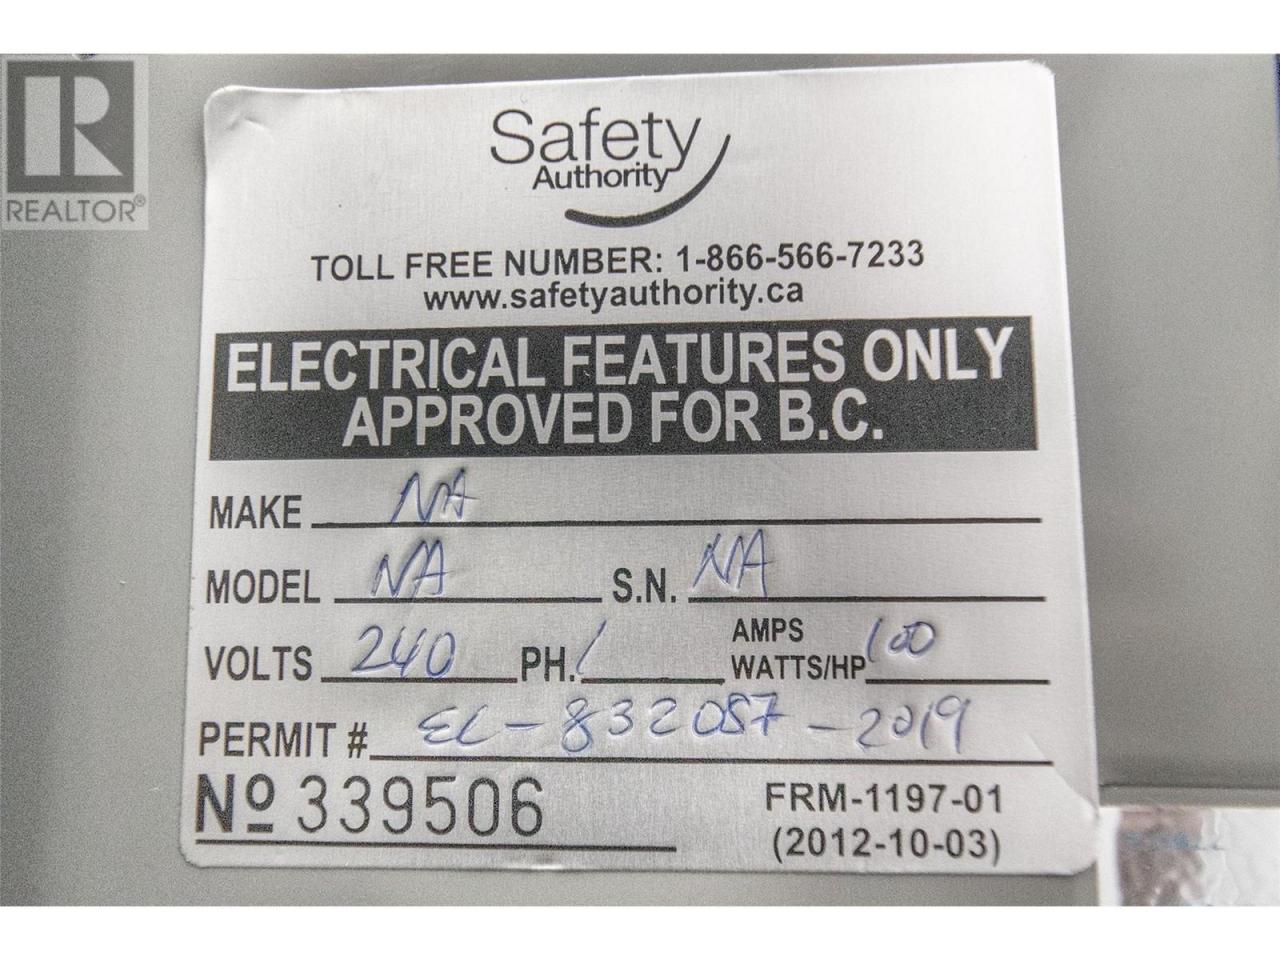 REALTOR®
Safety
Authority
TOLL FREE NUMBER: 1-866-566-7233
www.safetyauthority.ca
ELECTRICAL FEATURES ONLY
APPROVED FOR B.C.
MAKE NA
MODEL NA S.N. NA
VOLTS 240 PH. 1 AMPS WATTS/HP 100
PERMIT # EL-832057-2019
Nº 339506
FRM-1197-01
(2012-10-03)